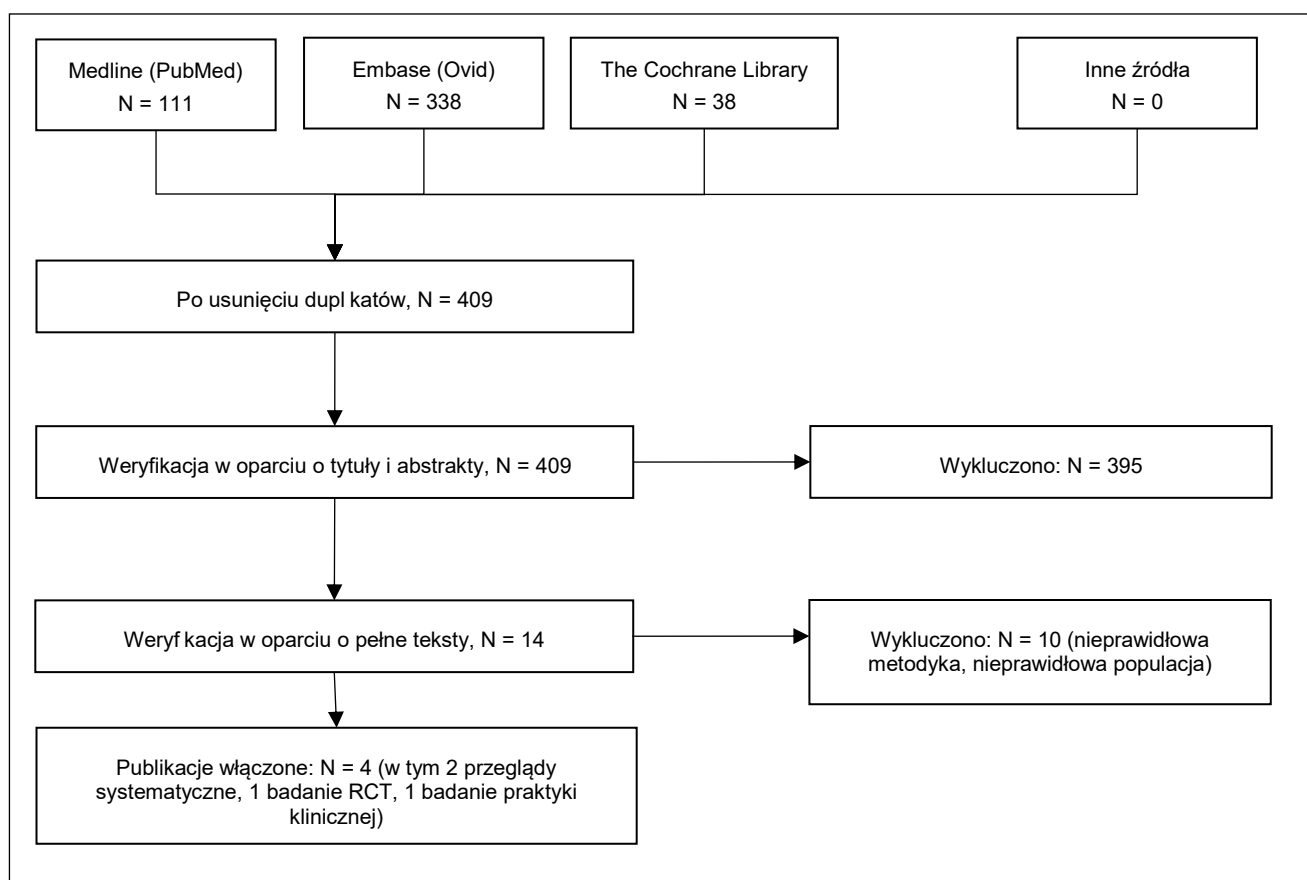 Medline (PubMed)
N = 111
Embase (Ovid)
N = 338
The Cochrane Library
N = 38
Inne źródła
N = 0
Po usunięciu dupl katów, N = 409
Weryfikacja w oparciu o tytuły i abstrakty, N = 409
Wykluczono: N = 395
Weryf kacja w oparciu o pełne teksty, N = 14
Wykluczono: N = 10 (nieprawidłowa
metodyka, nieprawidłowa populacja)
Publikacje włączone: N = 4 (w tym 2 przeglądy
systematyczne, 1 badanie RCT, 1 badanie praktyki
klinicznej)